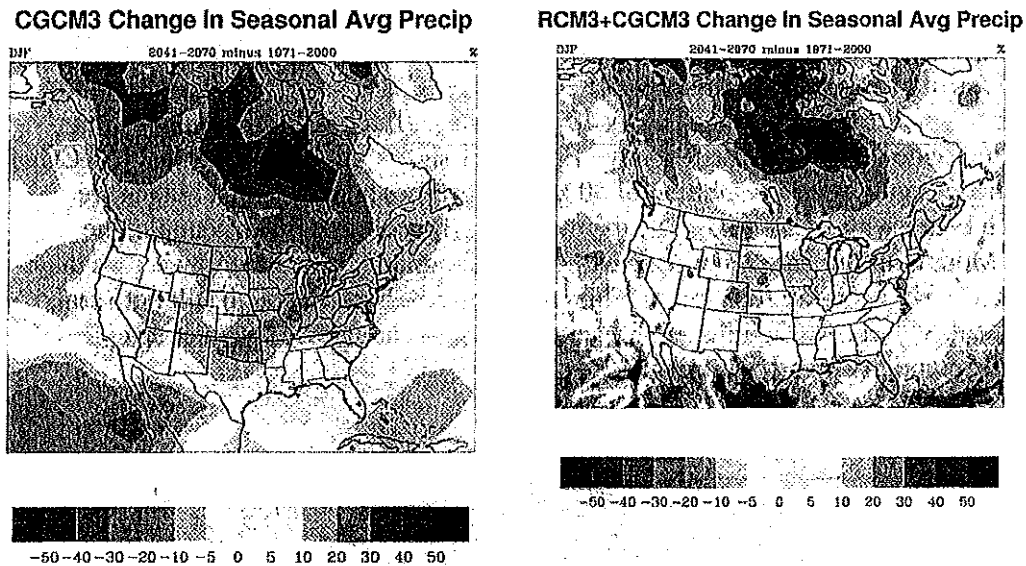 CGCM3 Change In Seasonal Avg Precip
DJF 2041-2070 minus 1971-2000 %
-50 -40 -30 -20 -10 -5 0 5 10 20 30 40 50
RCM3+CGCM3 Change In Seasonal Avg Precip
DJF 2041-2070 minus 1971-2000 %
-50 -40 -30 -20 -10 -5 0 5 10 20 30 40 50